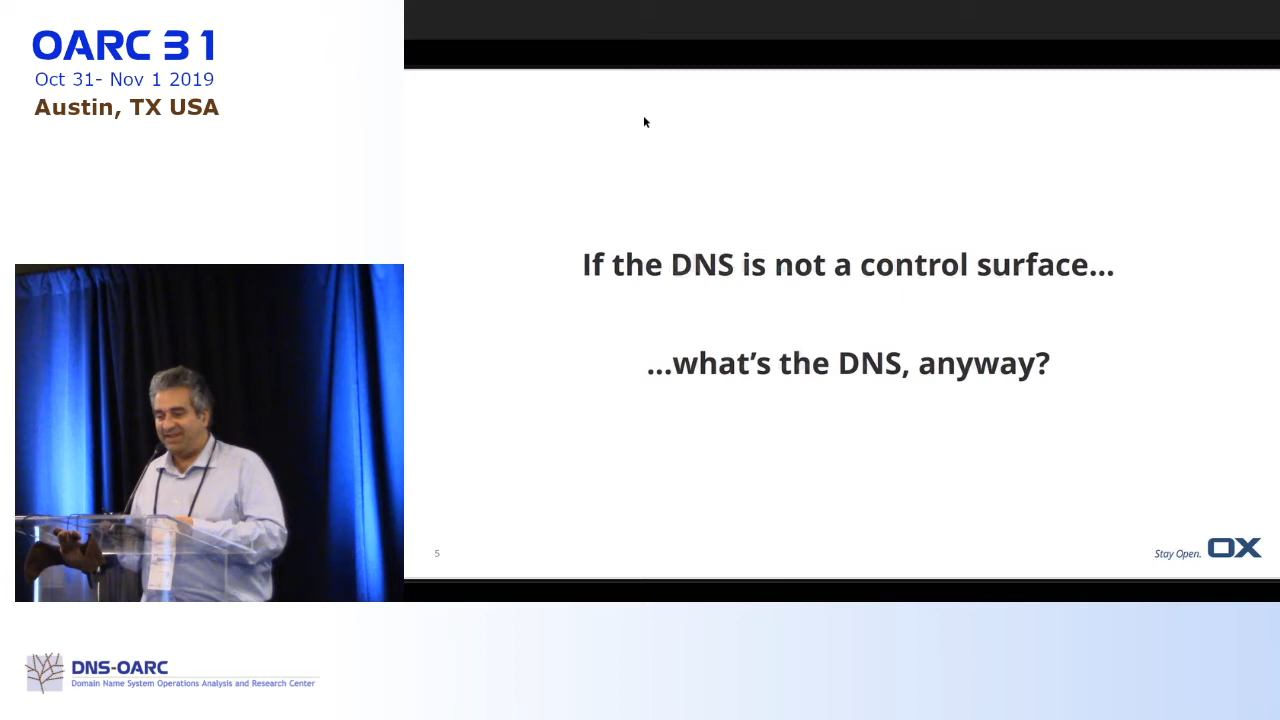 OARC 31
Oct 31- Nov 1 2019
Austin, TX USA
If the DNS is not a control surface...
...what's the DNS, anyway?
5
Stay Open. OX
DNS-OARC
Domain Name System Operations Analysis and Research Center